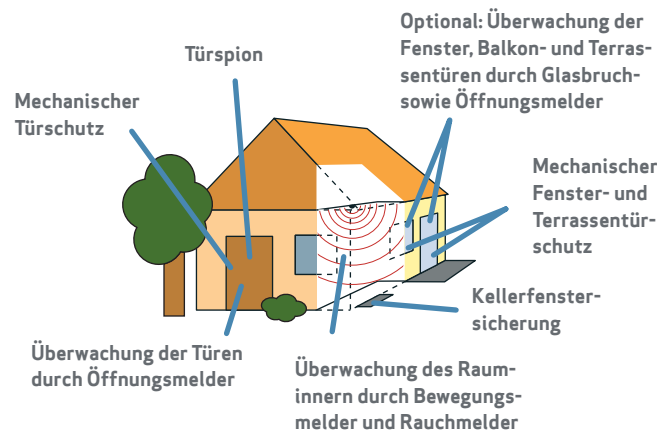 Optional: Überwachung der
Fenster, Balkon- und Terras-
sentüren durch Glasbruch-
sowie Öffnungsmelder
Türspion
Mechanischer
Türschutz
Mechanischer
Fenster- und
Terrassentür-
schutz
Kellerfenster-
sicherung
Überwachung der Türen
durch Öffnungsmelder
Überwachung des Raum-
innern durch Bewegungs-
melder und Rauchmelder